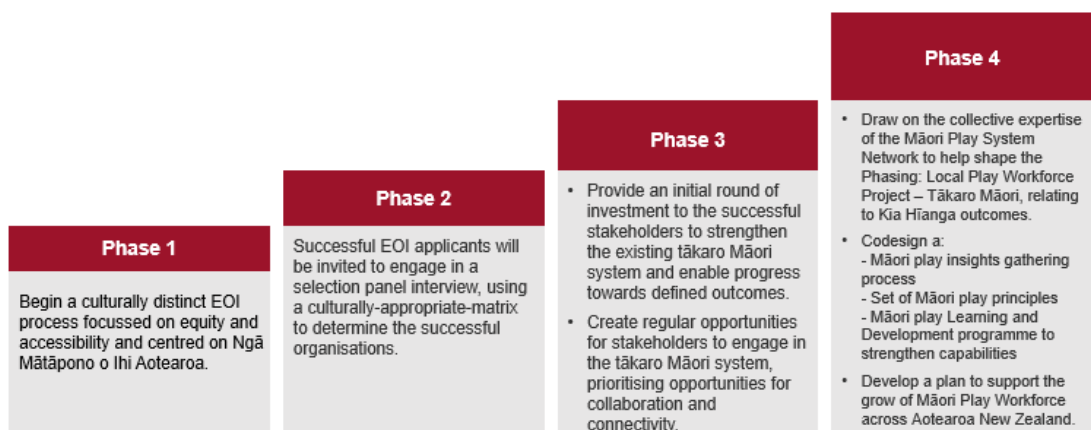 Phase 1
Begin a culturally distinct EOI
process focussed on equity and
accessibility and centred on Ngā
Mātāpono o Ihi Aotearoa.
Phase 2
Successful EOI applicants will
be invited to engage in a
selection panel interview, using
a culturally-appropriate-matrix
to determine the successful
organisations.
Phase 3
• Provide an initial round of
investment to the successful
stakeholders to strengthen
the existing tākaro Māori
system and enable progress
towards defined outcomes.
• Create regular opportunities
for stakeholders to engage in
the tākaro Māori system,
prioritising opportunities for
collaboration and
connectivity.
Phase 4
• Draw on the collective expertise
of the Māori Play System
Network to help shape the
Phasing: Local Play Workforce
Project – Tākaro Māori, relating
to Kia Hīanga outcomes.
• Codesign a:
- Māori play insights gathering
process
- Set of Māori play principles
- Māori play Learning and
Development programme to
strengthen capabilities
• Develop a plan to support the
grow of Māori Play Workforce
across Aotearoa New Zealand.